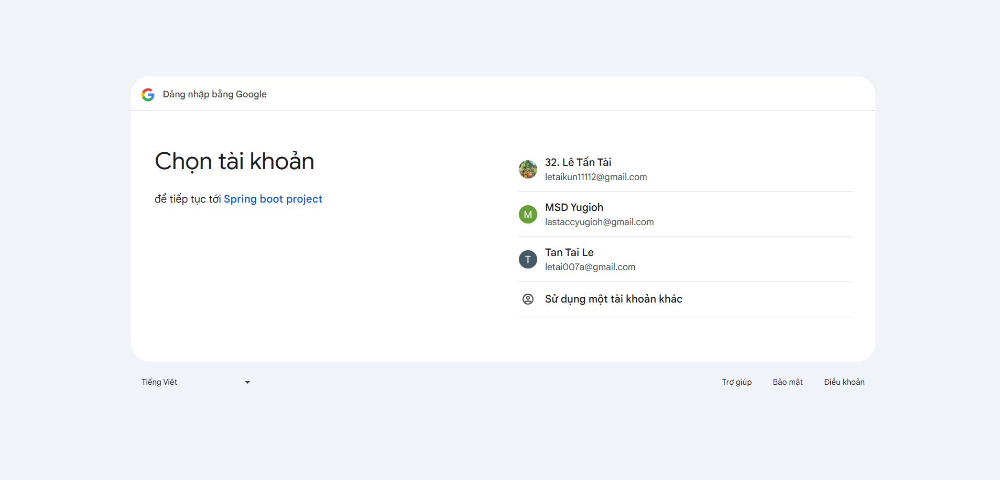 Đăng nhập bằng Google
Chọn tài khoản
để tiếp tục tới Spring boot project
32. Lê Tấn Tài
letaikun11112@gmail.com
M
MSD Yugioh
lastaccyugioh@gmail.com
T
Tan Tai Le
letai007a@gmail.com
Sử dụng một tài khoản khác
Tiếng Việt
Trợ giúp
Bảo mật
Điều khoản